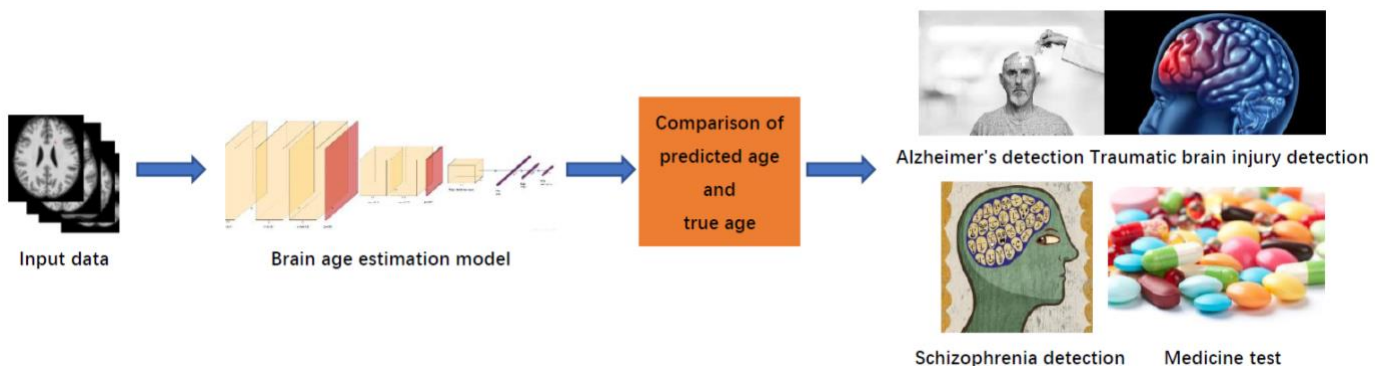 Input data
Brain age estimation model
Comparison of
predicted age
and
true age
Alzheimer's detection
Traumatic brain injury detection
Schizophrenia detection
Medicine test